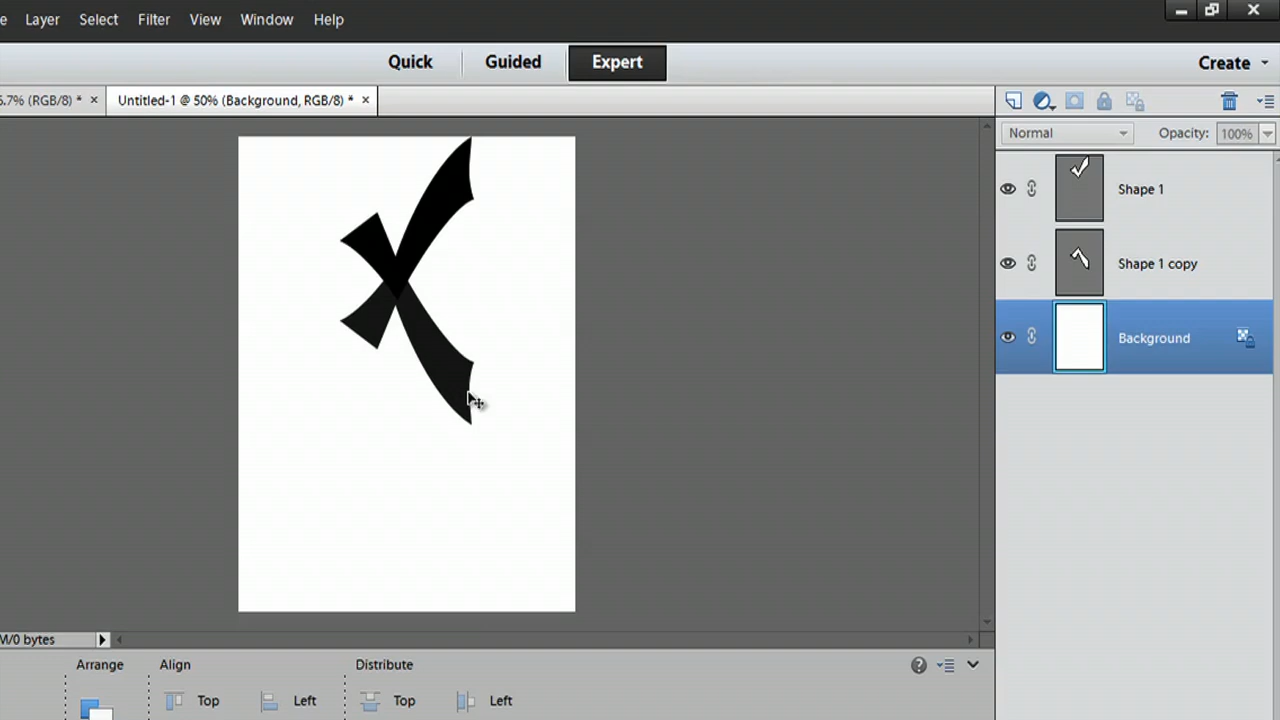 e Layer Select Filter View Window Help
Quick Guided Expert Create
6.7% (RGB/8) * × Untitled-1 @ 50% (Background, RGB/8) * ×
Normal Opacity: 100%
Shape 1
Shape 1 copy
Background
M/0 bytes
Arrange Align Distribute
Top Left Top Left